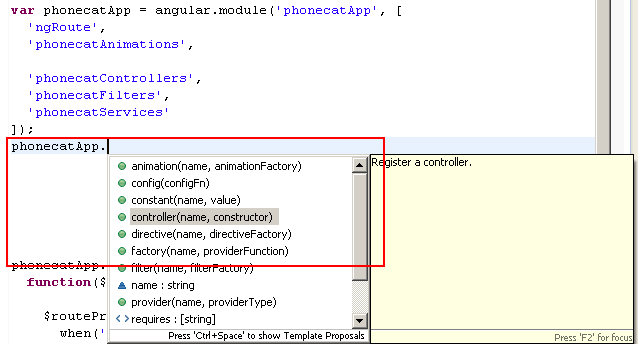 var phonecatApp = angular.module('phonecatApp', [
'ngRoute',
'phonecatAnimations',
'phonecatControllers',
'phonecatFilters',
'phonecatServices'
]);
phonecatApp.
animation(name, animationFactory)
config(configFn)
constant(name, value)
controller(name, constructor)
directive(name, directiveFactory)
factory(name, providerFunction)
filter(name, filterFactory)
name : string
provider(name, providerType)
requires : [string]
Press 'Ctrl+Space' to show Template Proposals
Register a controller.
Press 'F2' for focus
phonecatApp.
function($
$routePr
when('